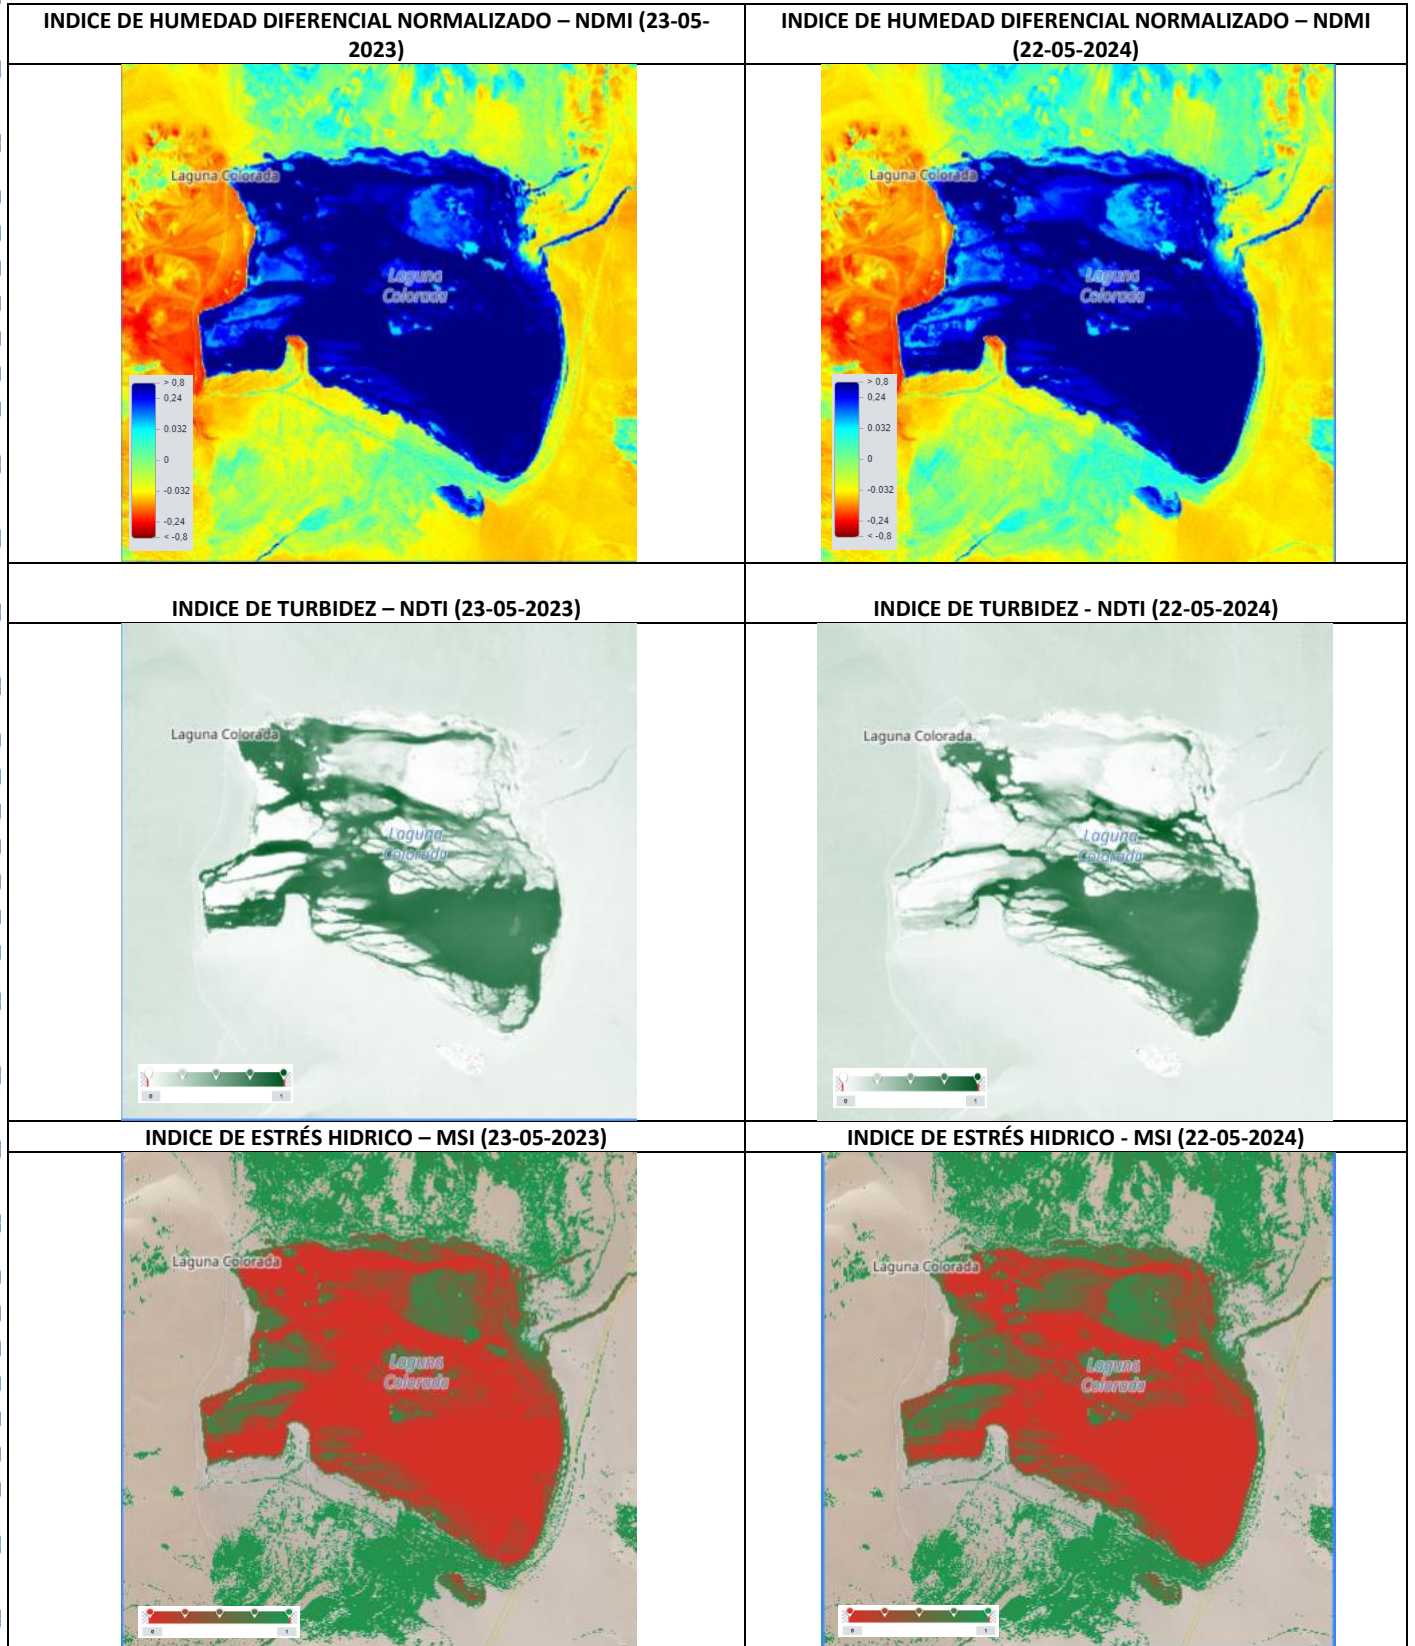 INDICE DE HUMEDAD DIFERENCIAL NORMALIZADO – NDMI (23-05-
2023)
INDICE DE HUMEDAD DIFERENCIAL NORMALIZADO – NDMI
(22-05-2024)
Laguna Colorada
Laguna
Colorada
> 0,8
0,24
0.032
0
-0.032
-0,24
< -0,8
Laguna Colorada
Laguna
Colorada
> 0,8
0,24
0.032
0
-0.032
-0,24
< -0,8
INDICE DE TURBIDEZ – NDTI (23-05-2023)
INDICE DE TURBIDEZ - NDTI (22-05-2024)
Laguna Colorada
Laguna
Colorada
0
1
Laguna Colorada
Laguna
Colorada
0
1
INDICE DE ESTRÉS HIDRICO – MSI (23-05-2023)
INDICE DE ESTRÉS HIDRICO - MSI (22-05-2024)
Laguna Colorada
Laguna
Colorada
0
1
Laguna Colorada
Laguna
Colorada
0
1